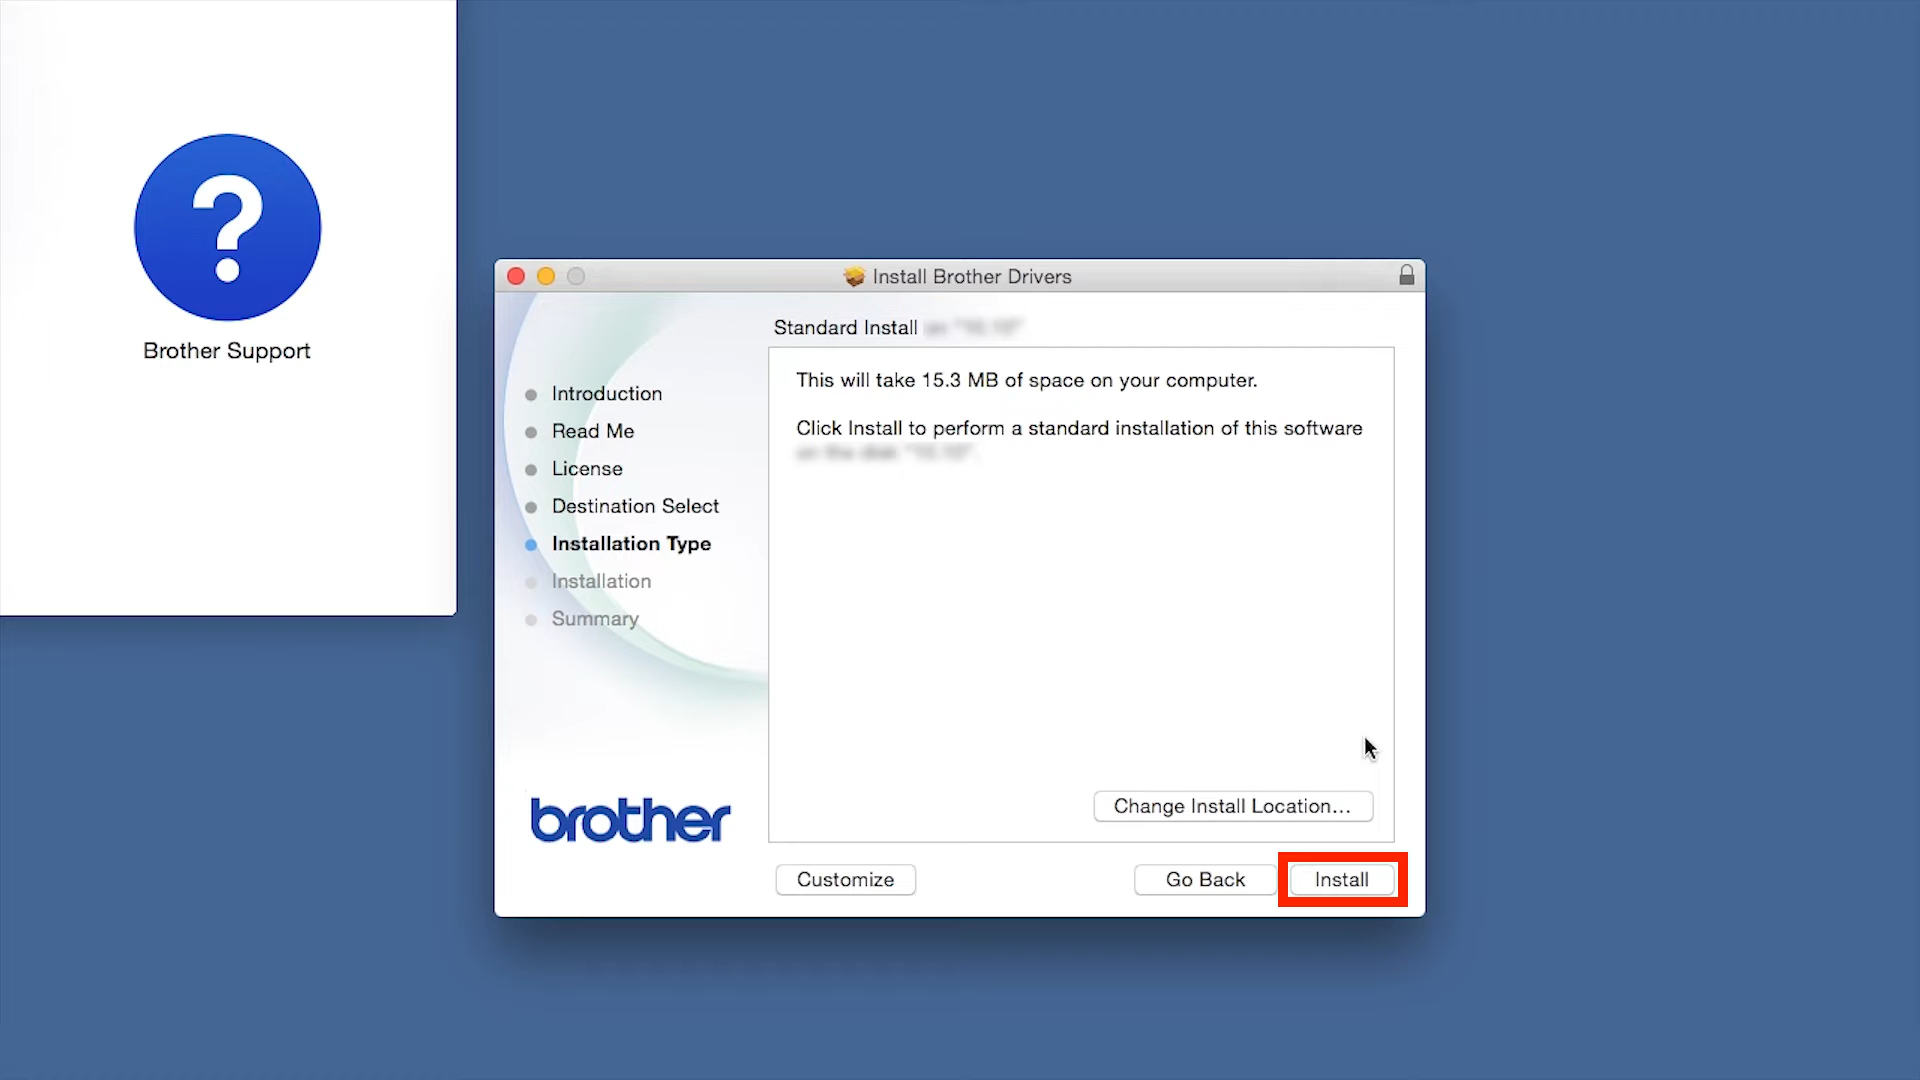 ?
Brother Support
Install Brother Drivers
Standard Install
Introduction
Read Me
License
Destination Select
Installation Type
Installation
Summary
This will take 15.3 MB of space on your computer.
Click Install to perform a standard installation of this software
Change Install Location...
brother
Customize
Go Back
Install